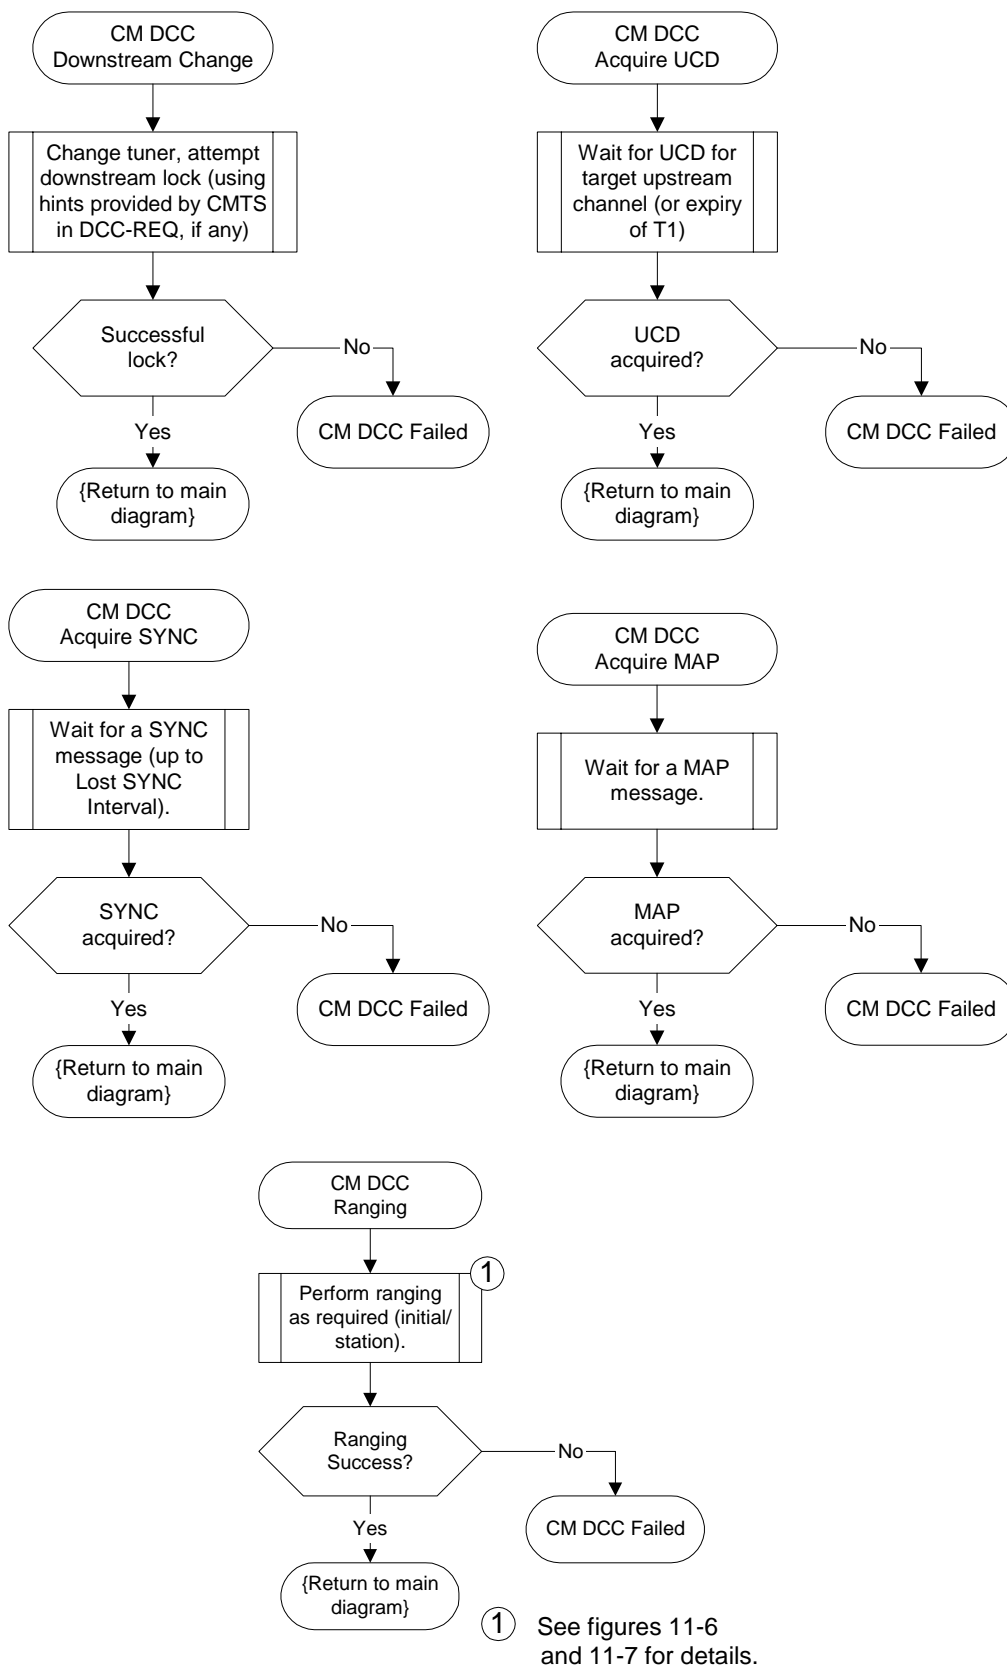 CM DCC
Downstream Change
Change tuner, attempt
downstream lock (using
hints provided by CMTS
in DCC-REQ, if any)
Successful
lock?
No
Yes
CM DCC Failed
{Return to main
diagram}
CM DCC
Acquire UCD
Wait for UCD for
target upstream
channel (or expiry
of T1)
UCD
acquired?
No
Yes
CM DCC Failed
{Return to main
diagram}
CM DCC
Acquire SYNC
Wait for a SYNC
message (up to
Lost SYNC
Interval).
SYNC
acquired?
No
Yes
CM DCC Failed
{Return to main
diagram}
CM DCC
Acquire MAP
Wait for a MAP
message.
MAP
acquired?
No
Yes
CM DCC Failed
{Return to main
diagram}
CM DCC
Ranging
1
Perform ranging
as required (initial/
station).
Ranging
Success?
No
Yes
CM DCC Failed
{Return to main
diagram}
1 See figures 11-6
and 11-7 for details.